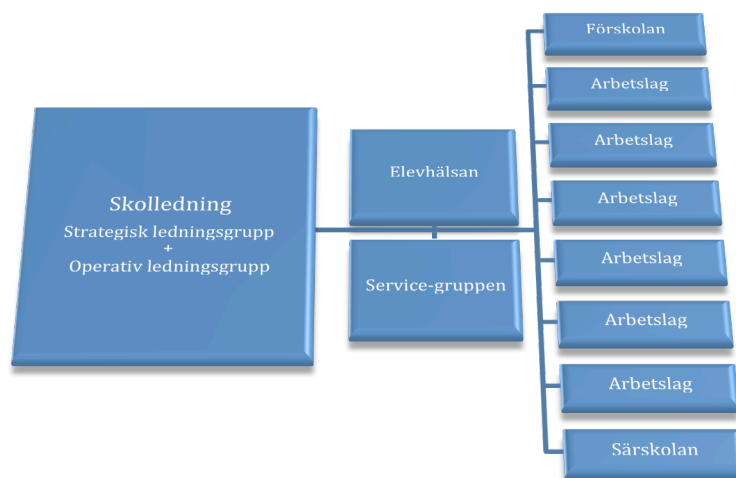 Skolledning
Strategisk ledningsgrupp
+
Operativ ledningsgrupp
Elevhälsan
Service-gruppen
Förskolan
Arbetslag
Arbetslag
Arbetslag
Arbetslag
Arbetslag
Arbetslag
Särskolan